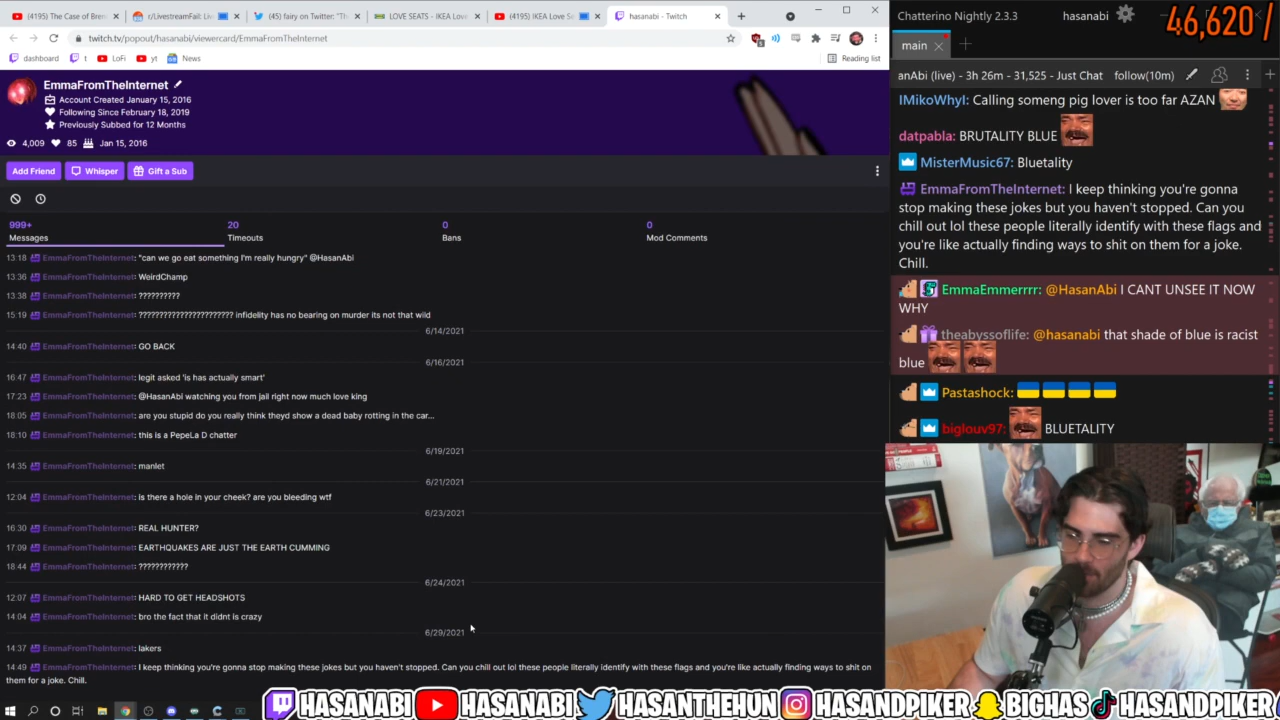 (4195) The Case of Brem
r/LivestreamFail: Li
(45) fairy on Twitter: "Th
LOVE SEATS - IKEA Love
(4195) IKEA Love S
hasanabi - Twitch
twitch.tv/popout/hasanabi/viewercard/EmmaFromTheInternet
dashboard
t
LoFi
yt
News
Reading list
EmmaFromTheInternet
Account Created January 15, 2016
Following Since February 18, 2019
Previously Subbed for 12 Months
4,009 85 Jan 15, 2016
Add Friend
Whisper
Gift a Sub
999+
Messages
20
Timeouts
0
Bans
0
Mod Comments
13:18 EmmaFromTheInternet: "can we go eat something I'm really hungry" @HasanAbi
13:36 EmmaFromTheInternet: WeirdChamp
13:38 EmmaFromTheInternet: ??????????
15:19 EmmaFromTheInternet: ??????????????????????? infidelity has no bearing on murder its not that wild
6/14/2021
14:40 EmmaFromTheInternet: GO BACK
6/16/2021
16:47 EmmaFromTheInternet: legit asked 'is has actually smart'
17:23 EmmaFromTheInternet: @HasanAbi watching you from jail right now much love king
18:05 EmmaFromTheInternet: are you stupid do you really think theyd show a dead baby rotting in the car...
18:10 EmmaFromTheInternet: this is a PepeLa D chatter
6/19/2021
14:35 EmmaFromTheInternet: manlet
6/21/2021
12:04 EmmaFromTheInternet: is there a hole in your cheek? are you bleeding wtf
6/23/2021
16:30 EmmaFromTheInternet: REAL HUNTER?
17:09 EmmaFromTheInternet: EARTHQUAKES ARE JUST THE EARTH CUMMING
18:44 EmmaFromTheInternet: ????????????
6/24/2021
12:07 EmmaFromTheInternet: HARD TO GET HEADSHOTS
14:04 EmmaFromTheInternet: bro the fact that it didnt is crazy
6/29/2021
14:37 EmmaFromTheInternet: lakers
14:49 EmmaFromTheInternet: I keep thinking you're gonna stop making these jokes but you haven't stopped. Can you chill out lol these people literally identify with these flags and you're like actually finding ways to shit on
them for a joke. Chill.
Chatterino Nightly 2.3.3
hasanabi
46,620 /
main
anAbi (live) - 3h 26m - 31,525 - Just Chat
follow(10m)
IMikoWhyI: Calling someng pig lover is too far AZAN
datpabla: BRUTALITY BLUE
MisterMusic67: Bluetality
EmmaFromTheInternet: I keep thinking you're gonna
stop making these jokes but you haven't stopped. Can you
chill out lol these people literally identify with these flags and
you're like actually finding ways to shit on them for a joke.
Chill.
EmmaEmmerrrr: @HasanAbi I CANT UNSEE IT NOW
WHY
theabyssoflife: @hasanabi that shade of blue is racist
blue
Pastashock:
biglouv97: BLUETALITY
HASANABI HASANABI HASANTHEHUN HASANDPIKER BIGHAS HASANDPIKER